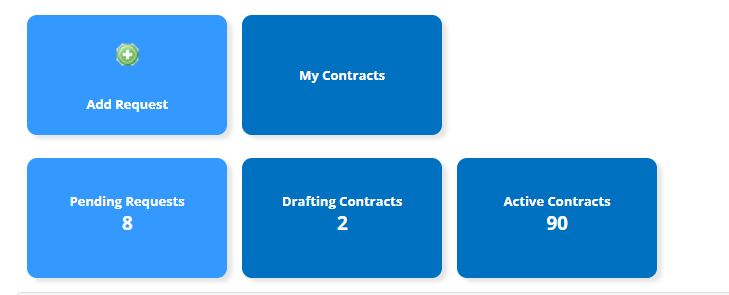 Add Request
My Contracts
Pending Requests
8
Drafting Contracts
2
Active Contracts
90